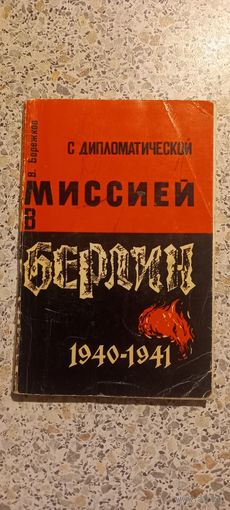 В. Бережков
С ДИПЛОМАТИЧЕСКОЙ
МИССИЕЙ
В
БЕРЛИН
1940-1941